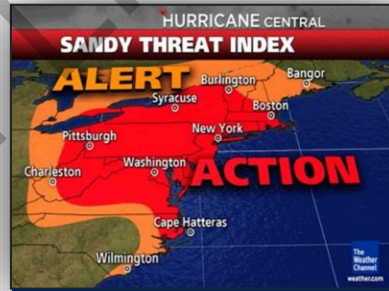 HURRICANE CENTRAL
SANDY THREAT INDEX
ALERT
Burlington
Bangor
Syracuse
Boston
Pittsburgh
New York
Charleston
Washington
ACTION
Cape Hatteras
Wilmington
The
Weather
Channel
weather.com